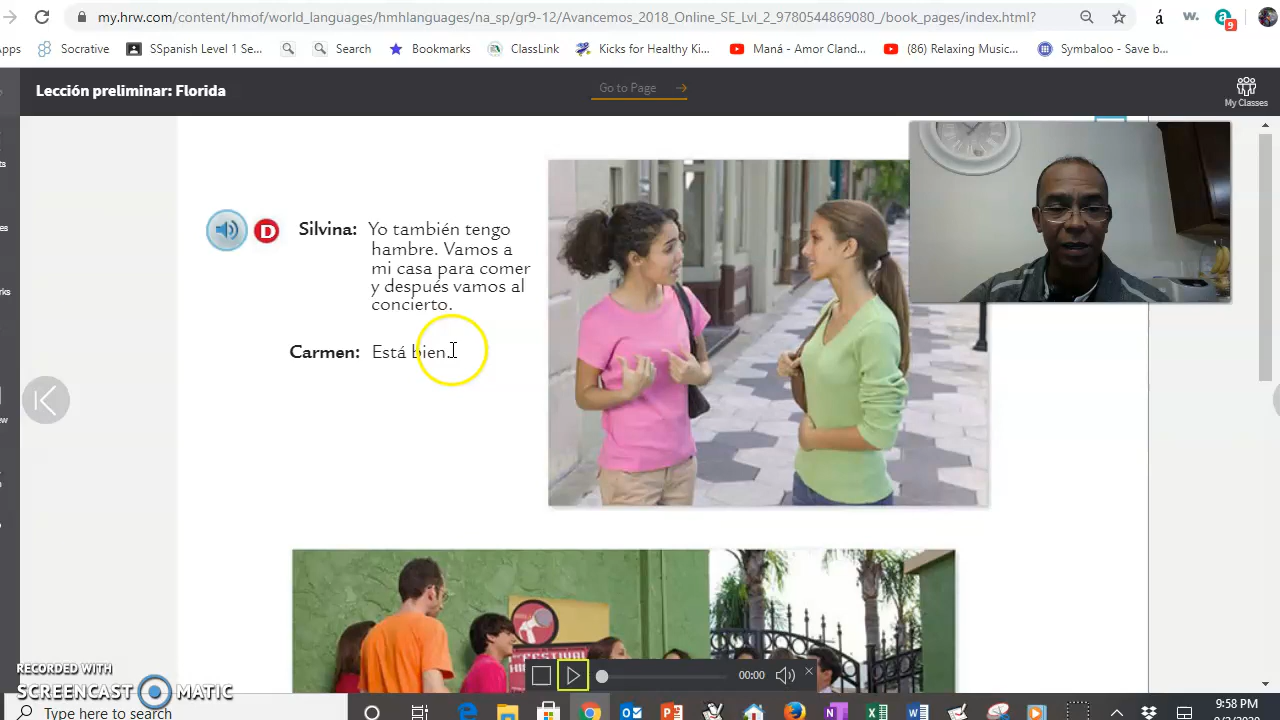 my.hrw.com/content/hmof/world_languages/hmhlanguages/na_sp/gr9-12/Avancemos_2018_Online_SE_Lvl_2_9780544869080_/book_pages/index.html?
á
w.
9
Apps
Socrative
SSpanish Level 1 Se...
Search
Bookmarks
ClassLink
Kicks for Healthy Ki...
Maná - Amor Cland...
(86) Relaxing Music...
Symbaloo - Save b...
Lección preliminar: Florida
Go to Page
My Classes
D
Silvina: Yo también tengo
hambre. Vamos a
mi casa para comer
y después vamos al
concierto.
Carmen: Está bien.
FESTIVAL
00:00
RECORDED WITH
SCREENCAST MATIC
Type here to search
9:58 PM